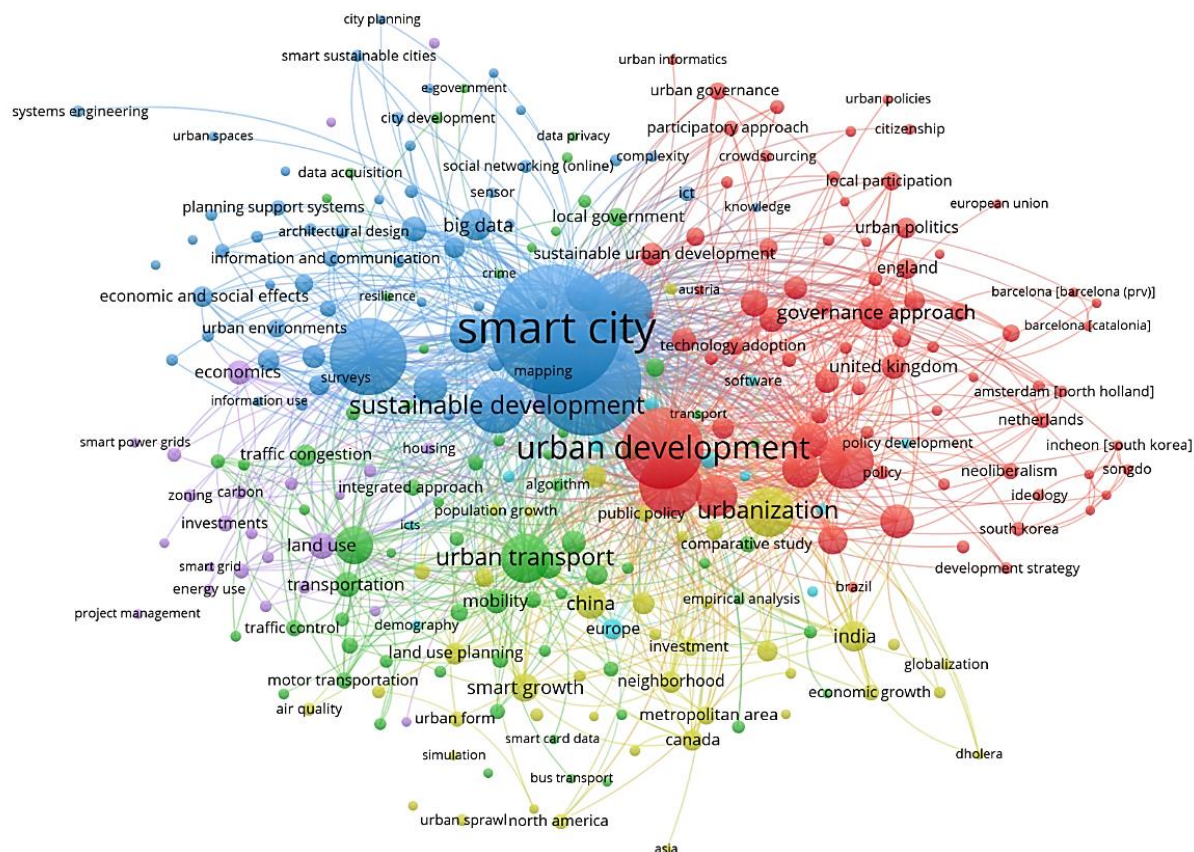 city planning
smart sustainable cities
urban informatics
e-government
urban governance
urban policies
systems engineering
city development
participatory approach
citizenship
urban spaces
data privacy
social networking (online)
complexity
crowdsourcing
data acquisition
local participation
sensor
ict
planning support systems
knowledge
european union
local government
big data
architectural design
urban politics
sustainable urban development
information and communication
england
crime
austria
barcelona [barcelona (prv)]
economic and social effects
resilience
governance approach
smart city
urban environments
barcelona [catalonia]
technology adoption
economics
mapping
united kingdom
surveys
software
amsterdam [north holland]
information use
sustainable development
transport
netherlands
smart power grids
housing
urban development
policy development
incheon [south korea]
traffic congestion
policy
neoliberalism
songdo
zoning
carbon
integrated approach
algorithm
ideology
population growth
public policy
urbanization
investments
icts
south korea
land use
comparative study
urban transport
smart grid
development strategy
energy use
transportation
brazil
mobility
china
empirical analysis
project management
traffic control
demography
europe
india
land use planning
investment
globalization
motor transportation
smart growth
neighborhood
economic growth
air quality
urban form
metropolitan area
smart card data
canada
simulation
dholera
bus transport
urban sprawl
north america
asia